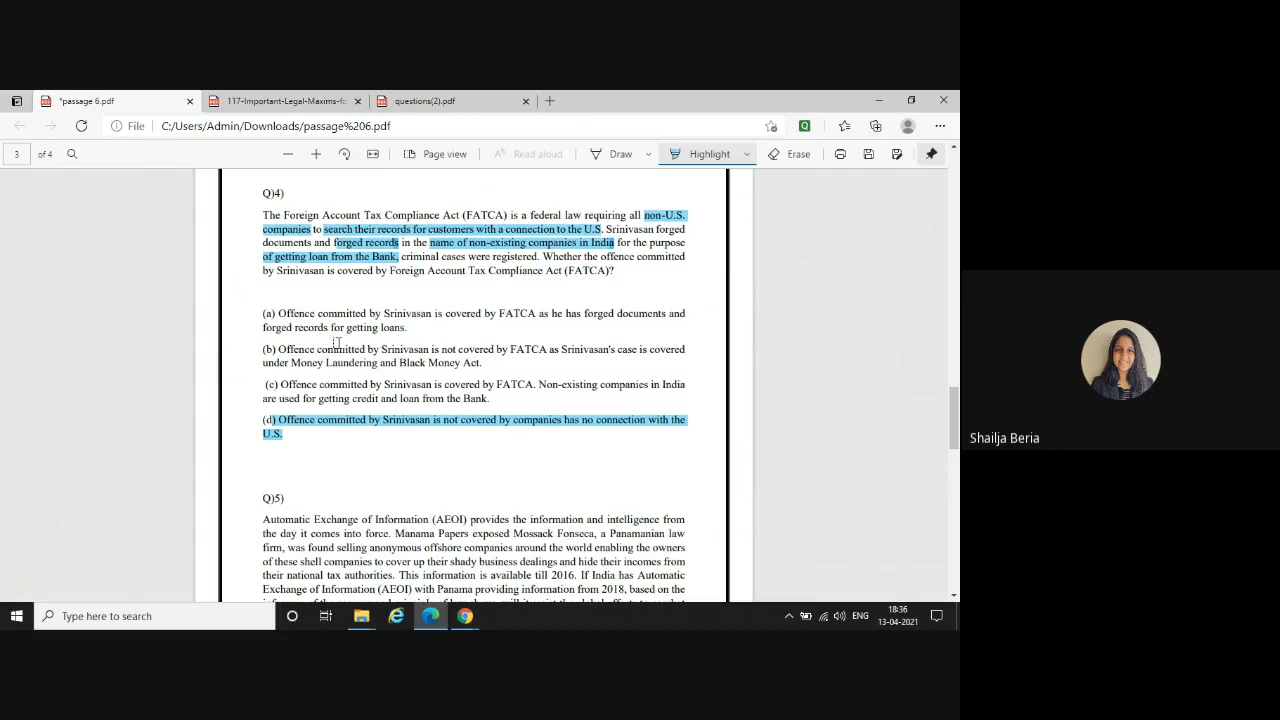 *passage 6.pdf
117-Important-Legal-Maxims-fo
questions(2).pdf
File
C:/Users/Admin/Downloads/passage%206.pdf
3
of 4
Page view
Read aloud
Draw
Highlight
Erase
Q)4)
The Foreign Account Tax Compliance Act (FATCA) is a federal law requiring all non-U.S.
companies to search their records for customers with a connection to the U.S. Srinivasan forged
documents and forged records in the name of non-existing companies in India for the purpose
of getting loan from the Bank, criminal cases were registered. Whether the offence committed
by Srinivasan is covered by Foreign Account Tax Compliance Act (FATCA)?
(a) Offence committed by Srinivasan is covered by FATCA as he has forged documents and
forged records for getting loans.
(b) Offence committed by Srinivasan is not covered by FATCA as Srinivasan's case is covered
under Money Laundering and Black Money Act.
(c) Offence committed by Srinivasan is covered by FATCA. Non-existing companies in India
are used for getting credit and loan from the Bank.
(d) Offence committed by Srinivasan is not covered by companies has no connection with the
U.S.
Q)5)
Automatic Exchange of Information (AEOI) provides the information and intelligence from
the day it comes into force. Manama Papers exposed Mossack Fonseca, a Panamanian law
firm, was found selling anonymous offshore companies around the world enabling the owners
of these shell companies to cover up their shady business dealings and hide their incomes from
their national tax authorities. This information is available till 2016. If India has Automatic
Exchange of Information (AEOI) with Panama providing information from 2018, based on the
Shailja Beria
Type here to search
ENG
18:36
13-04-2021